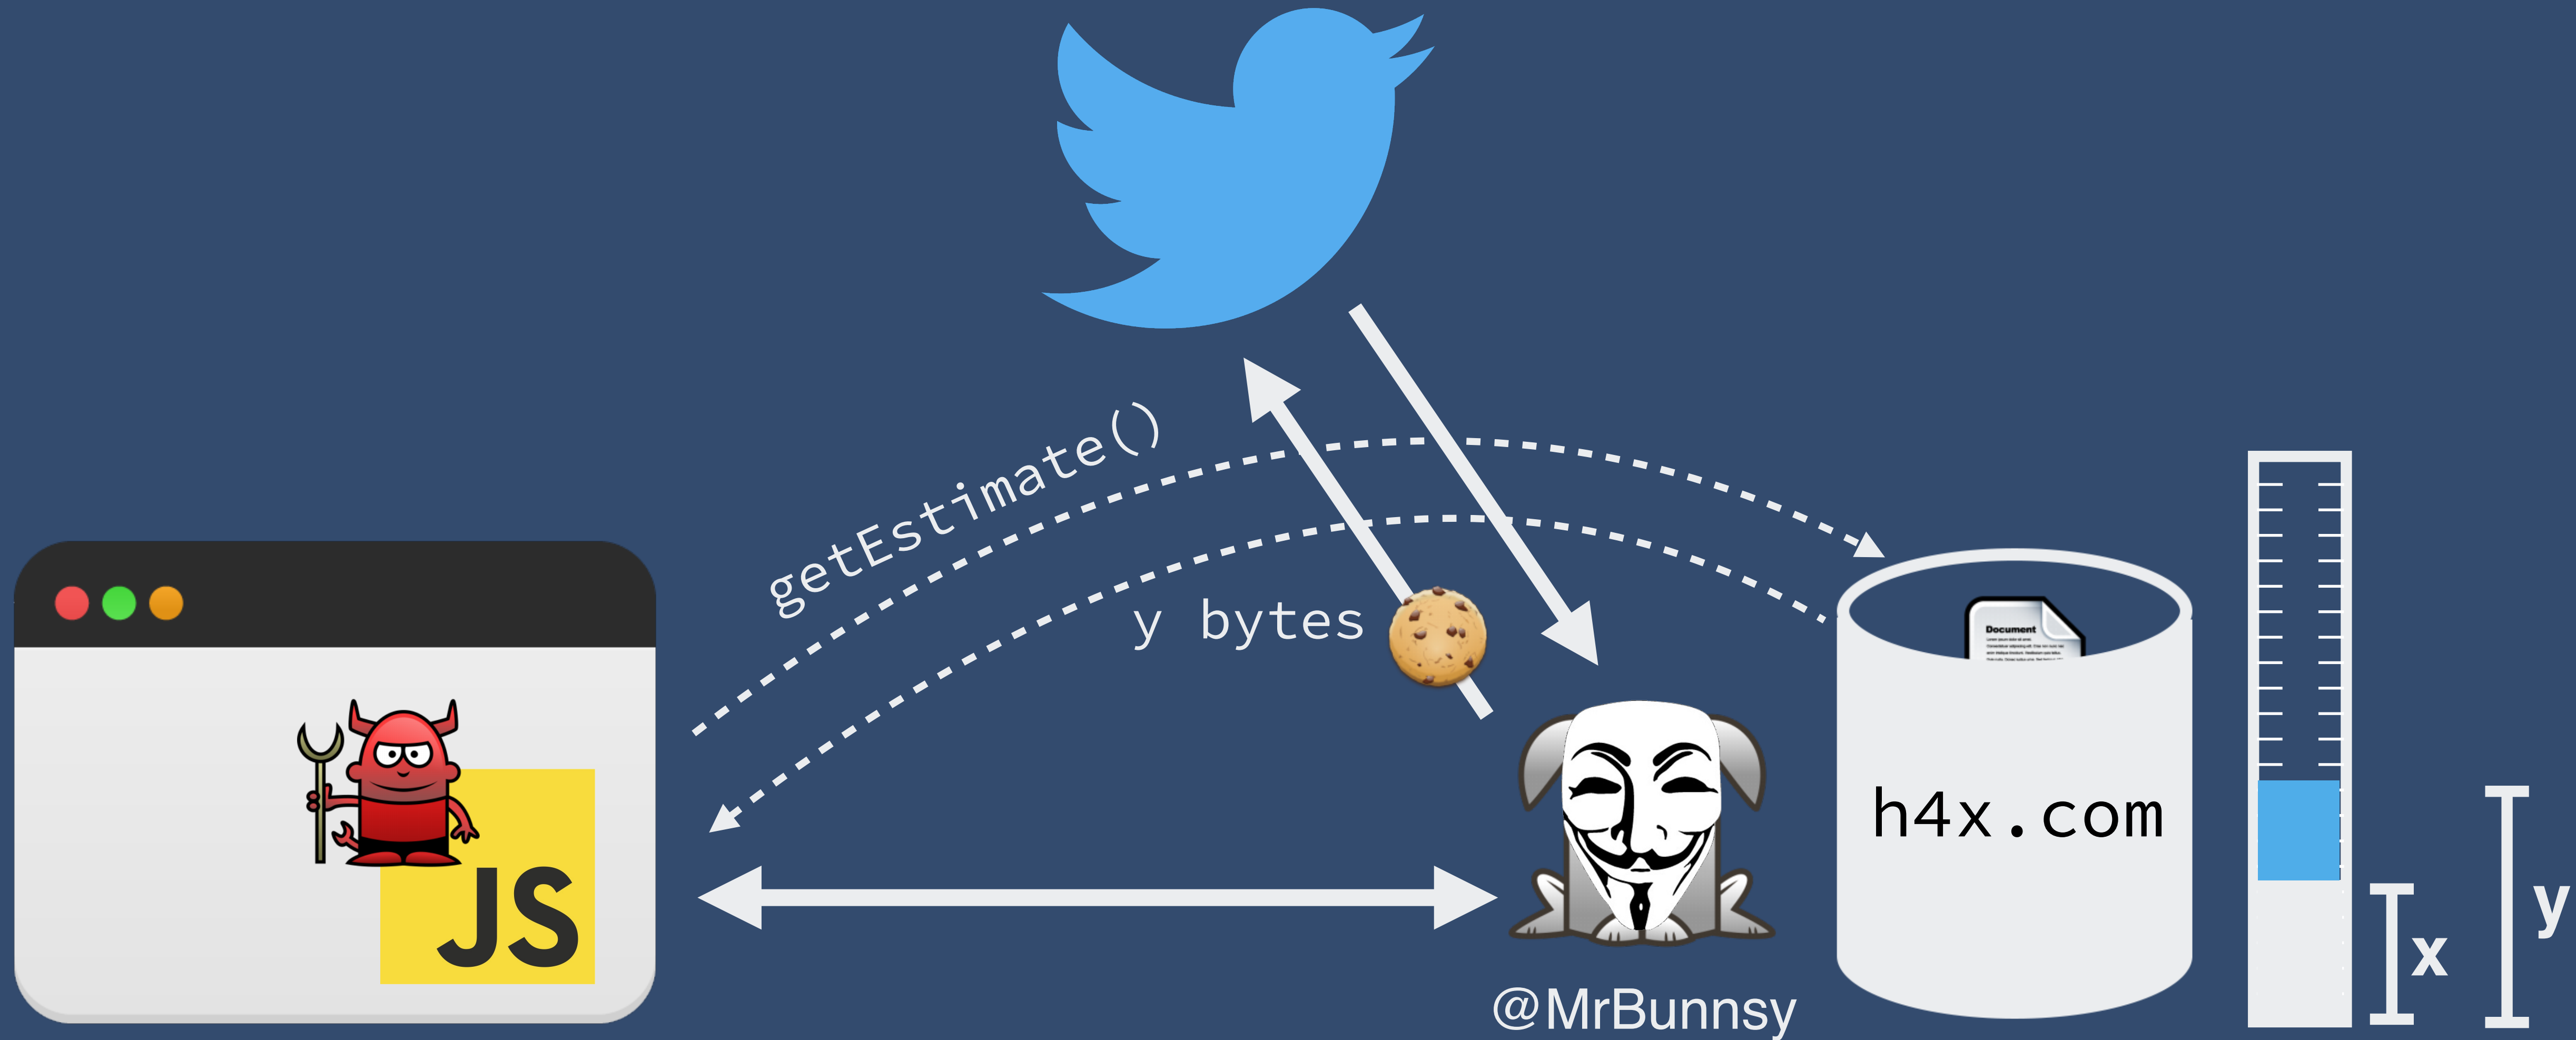 getEstimate()
y bytes
Document
h4x.com
JS
x
y
@MrBunnsy